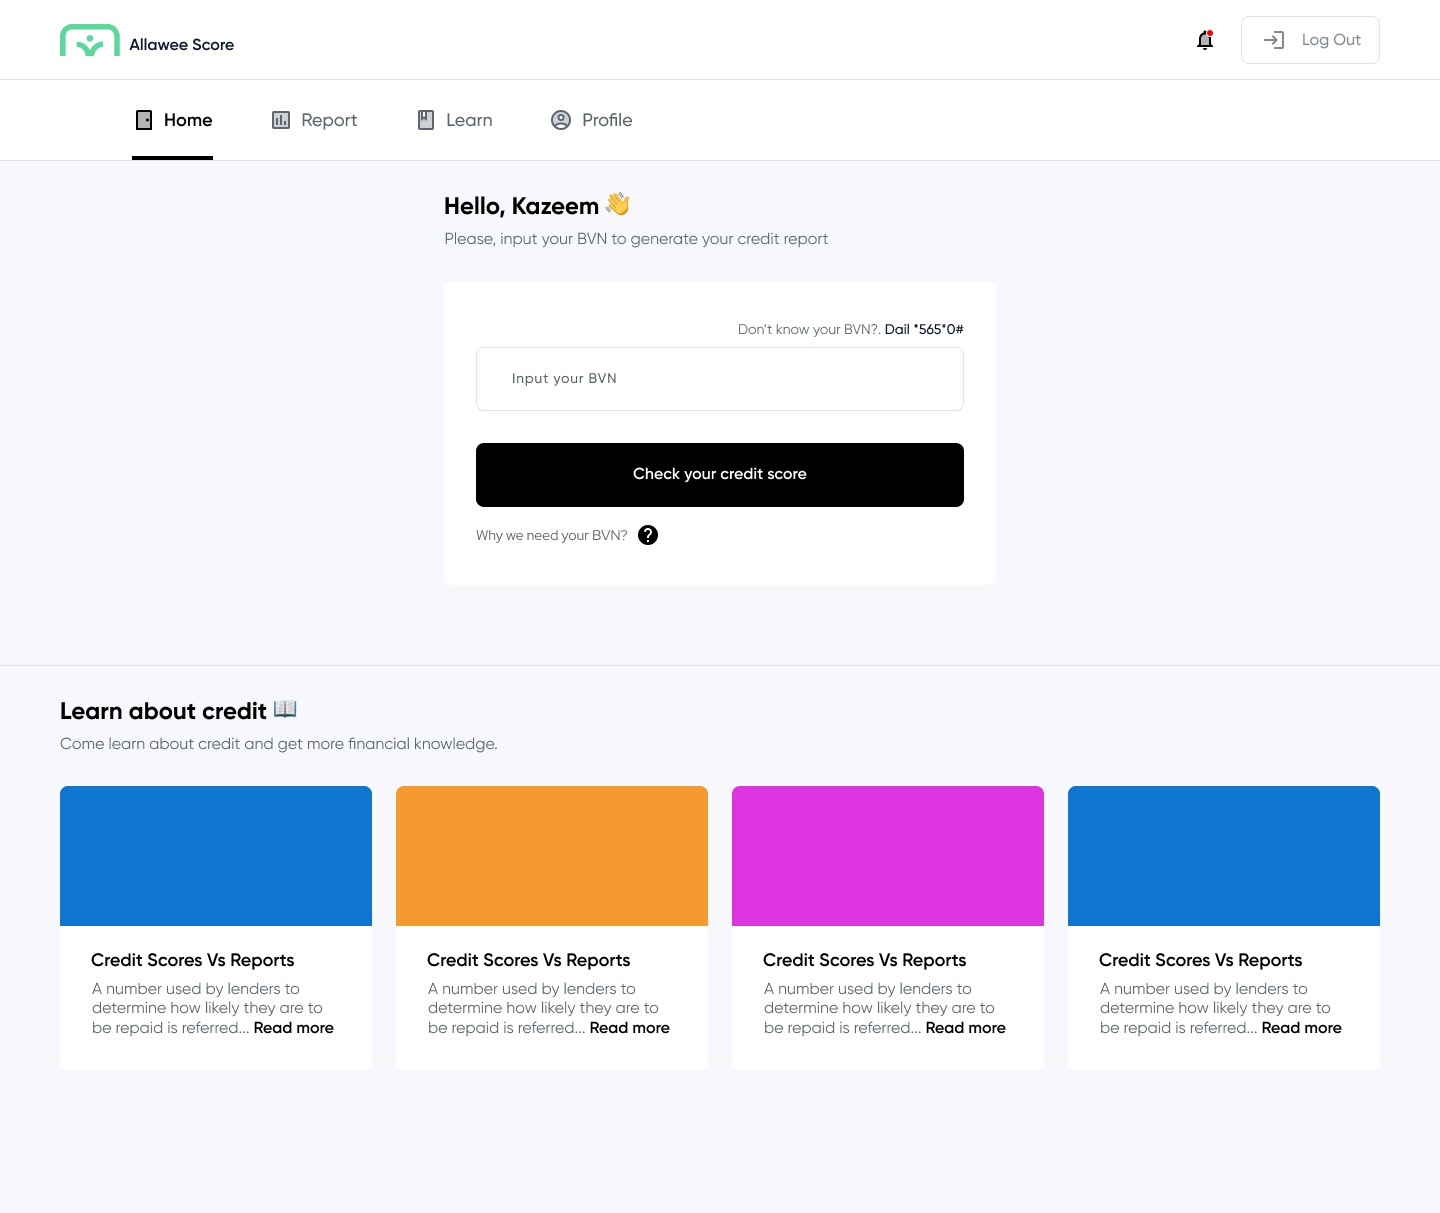 Allawee Score
Log Out
Home
Report
Learn
Profile
Hello, Kazeem 👋
Please, input your BVN to generate your credit report
Don't know your BVN?. Dail *565*0#
Input your BVN
Check your credit score
Why we need your BVN?
Learn about credit 📖
Come learn about credit and get more financial knowledge.
Credit Scores Vs Reports
A number used by lenders to
determine how likely they are to
be repaid is referred... Read more
Credit Scores Vs Reports
A number used by lenders to
determine how likely they are to
be repaid is referred... Read more
Credit Scores Vs Reports
A number used by lenders to
determine how likely they are to
be repaid is referred... Read more
Credit Scores Vs Reports
A number used by lenders to
determine how likely they are to
be repaid is referred... Read more